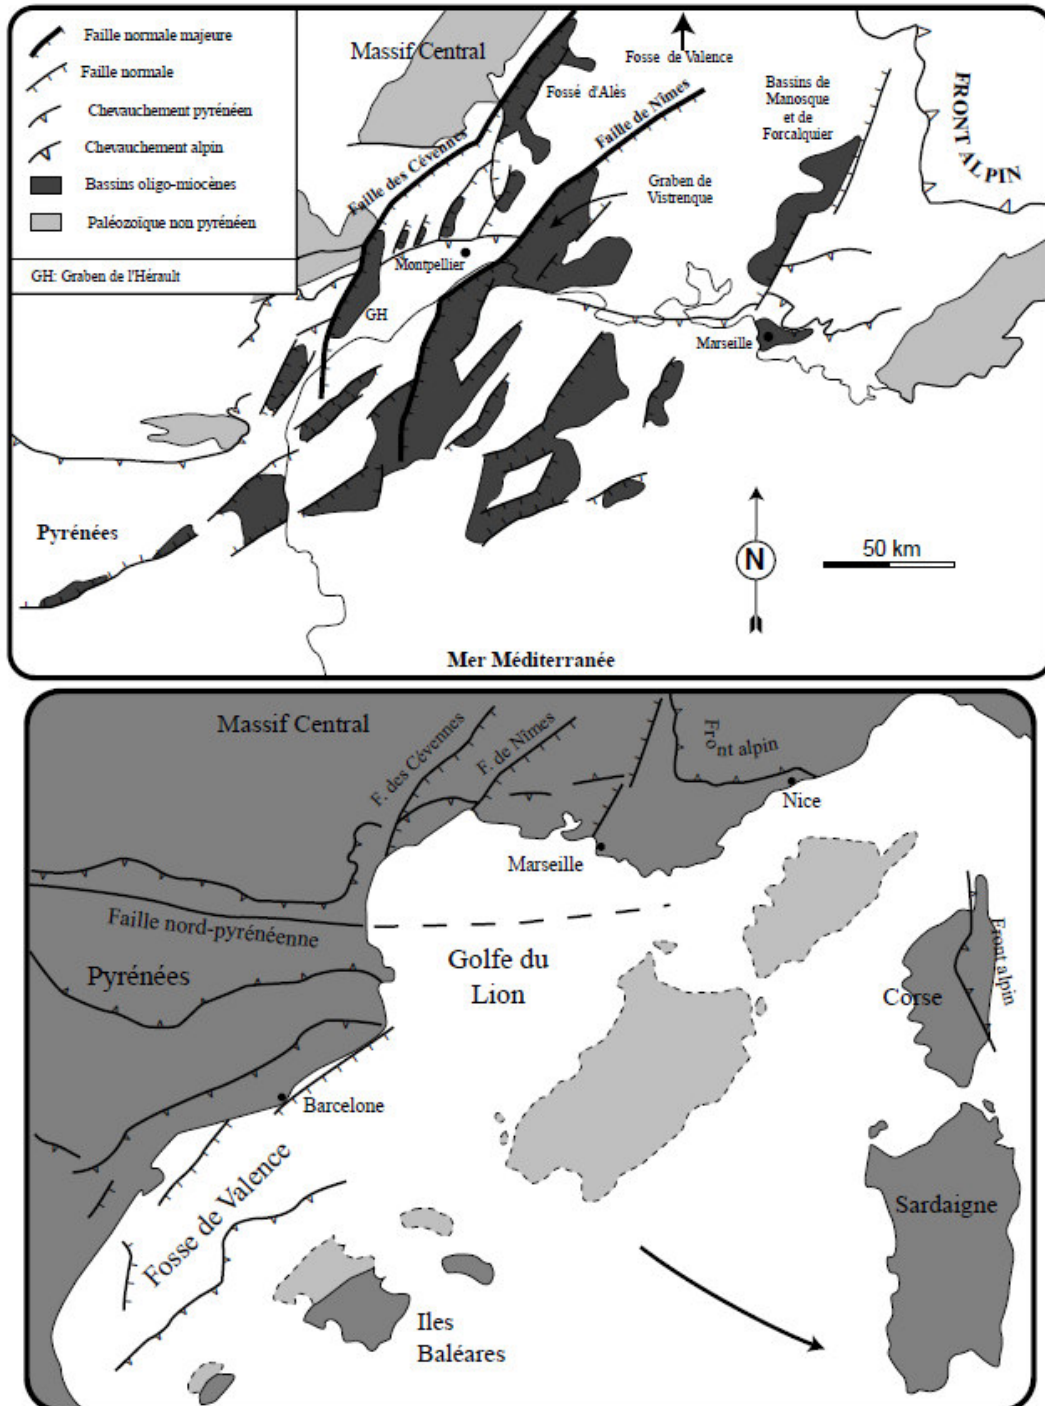 Faille normale majeure
Faille normale
Chevauchement pyrénéen
Chevauchement alpin
Bassins oligo-miocènes
Paléozoïque non pyrénéen
GH: Graben de l'Hérault
Massif Central
Fosse de Valence
Fossé d'Alès
Faille de Nîmes
Faille des Cévennes
Bassins de
Manosque
et de
Forcalquier
FRONT ALPIN
Graben de
Vistrenque
Montpellier
GH
Marseille
Pyrénées
N
50 km
Mer Méditerranée
Massif Central
F. des Cévennes
F. de Nîmes
Front alpin
Nice
Marseille
Faille nord-pyrénéenne
Golfe du
Lion
Pyrénées
Corse
Front alpin
Barcelone
Fosse de Valence
Sardaigne
Iles
Baléares